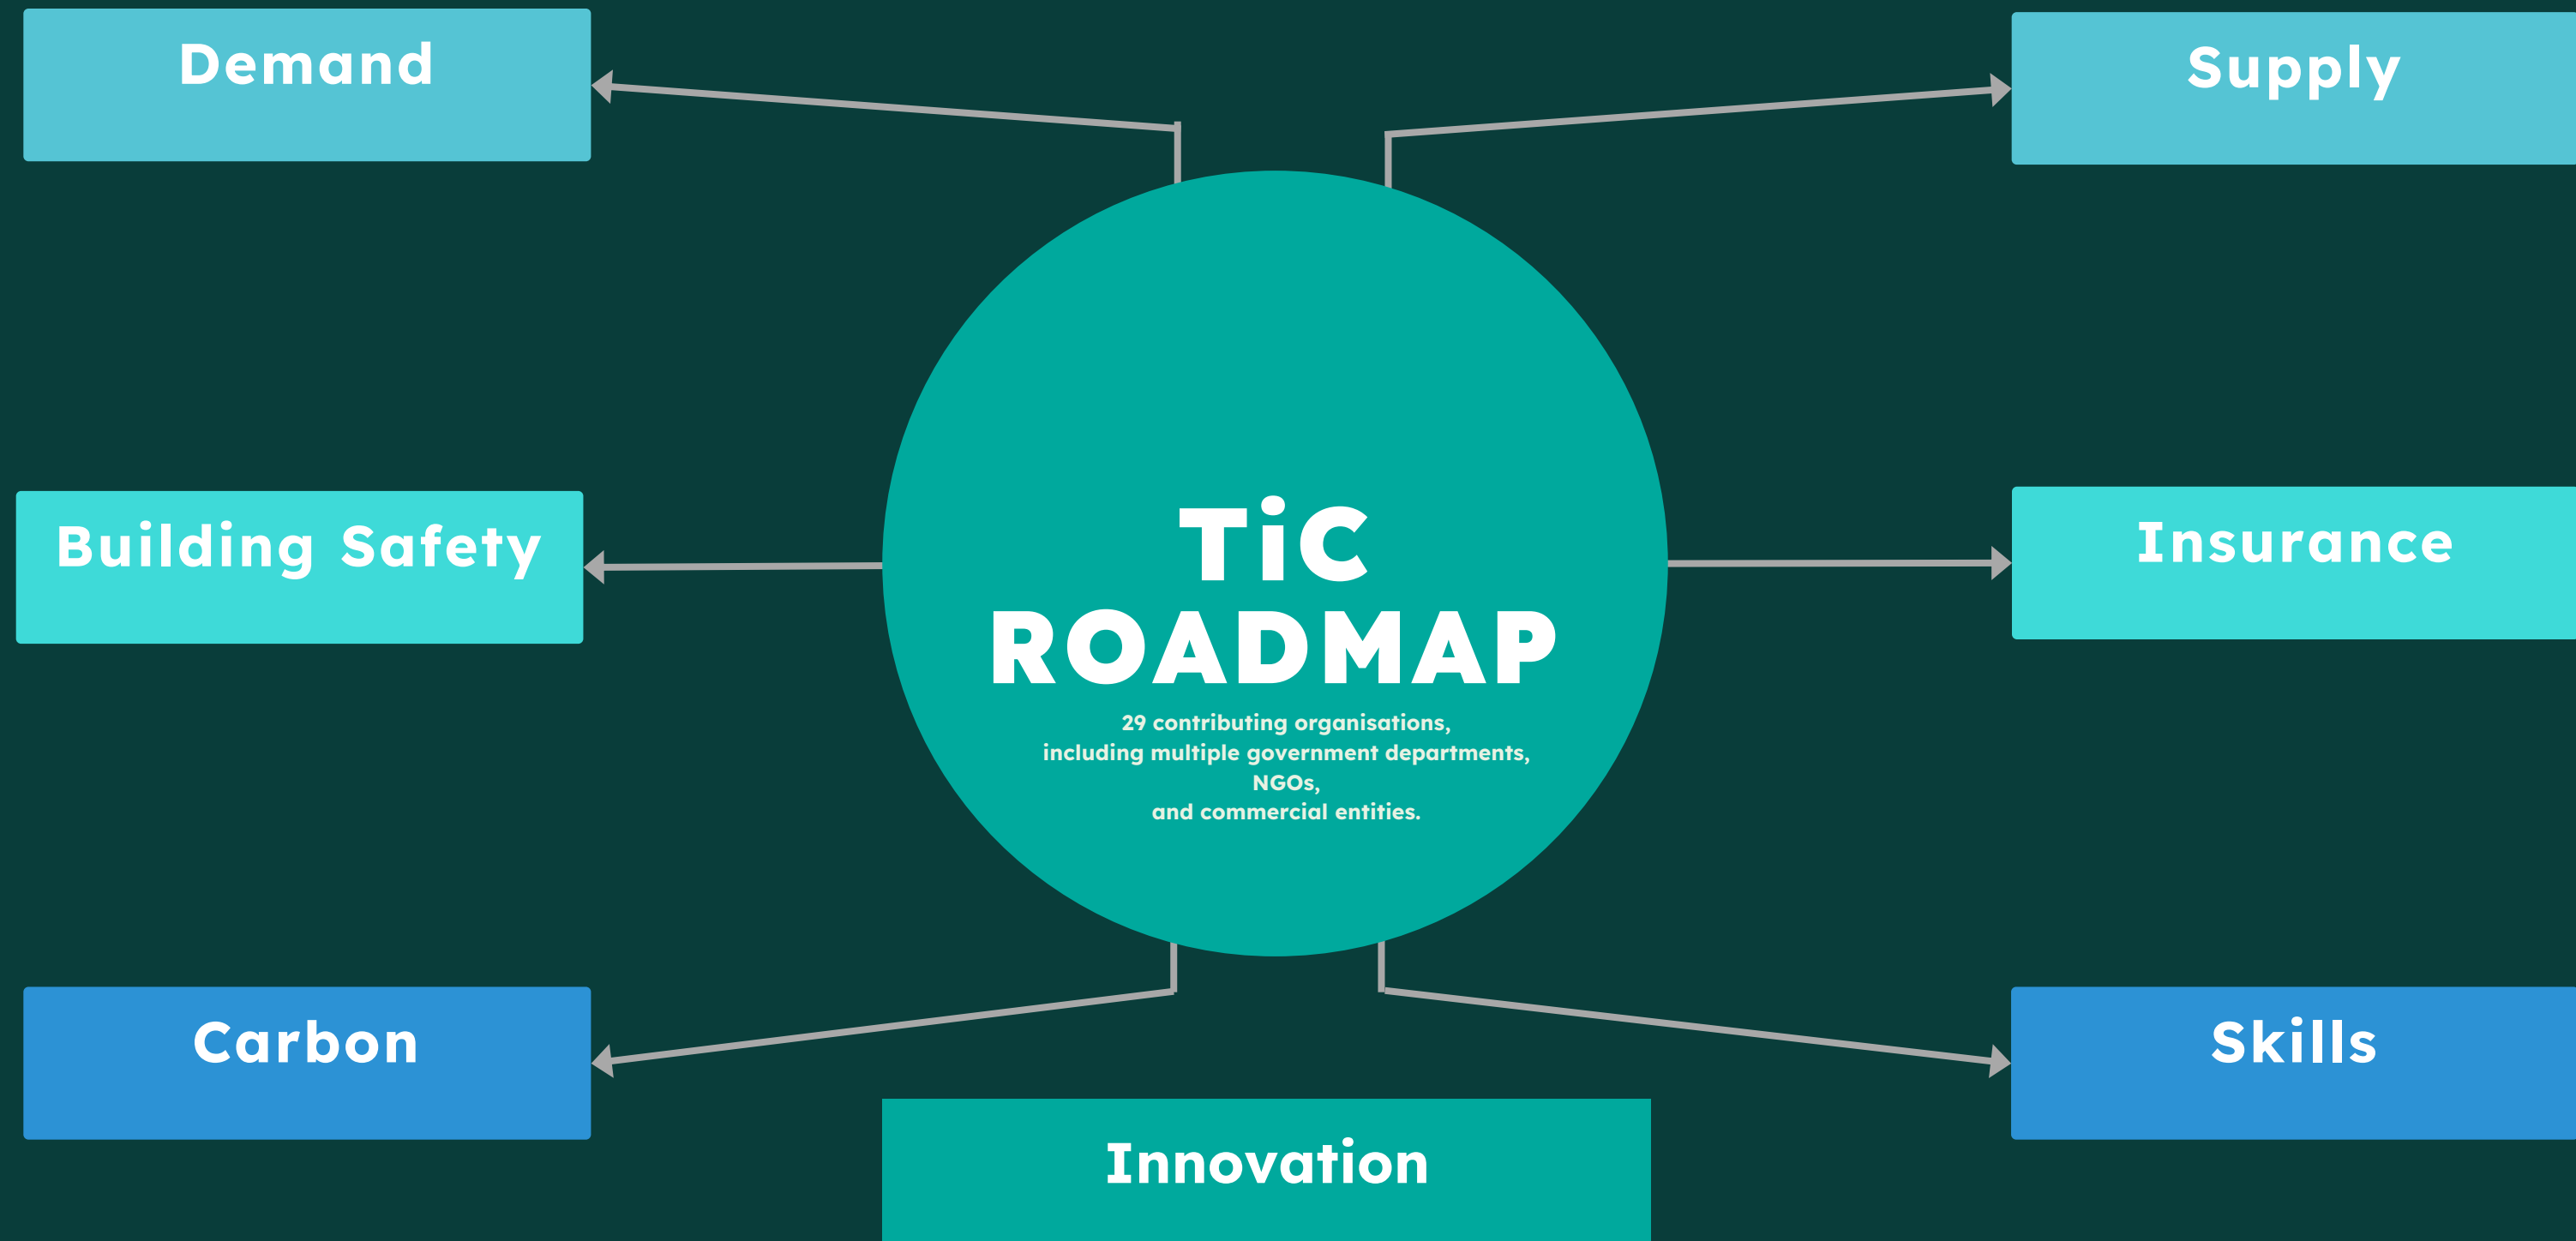 Demand
Supply
Building Safety
TiC
ROADMAP
29 contributing organisations,
including multiple government departments,
NGOs,
and commercial entities.
Insurance
Carbon
Skills
Innovation